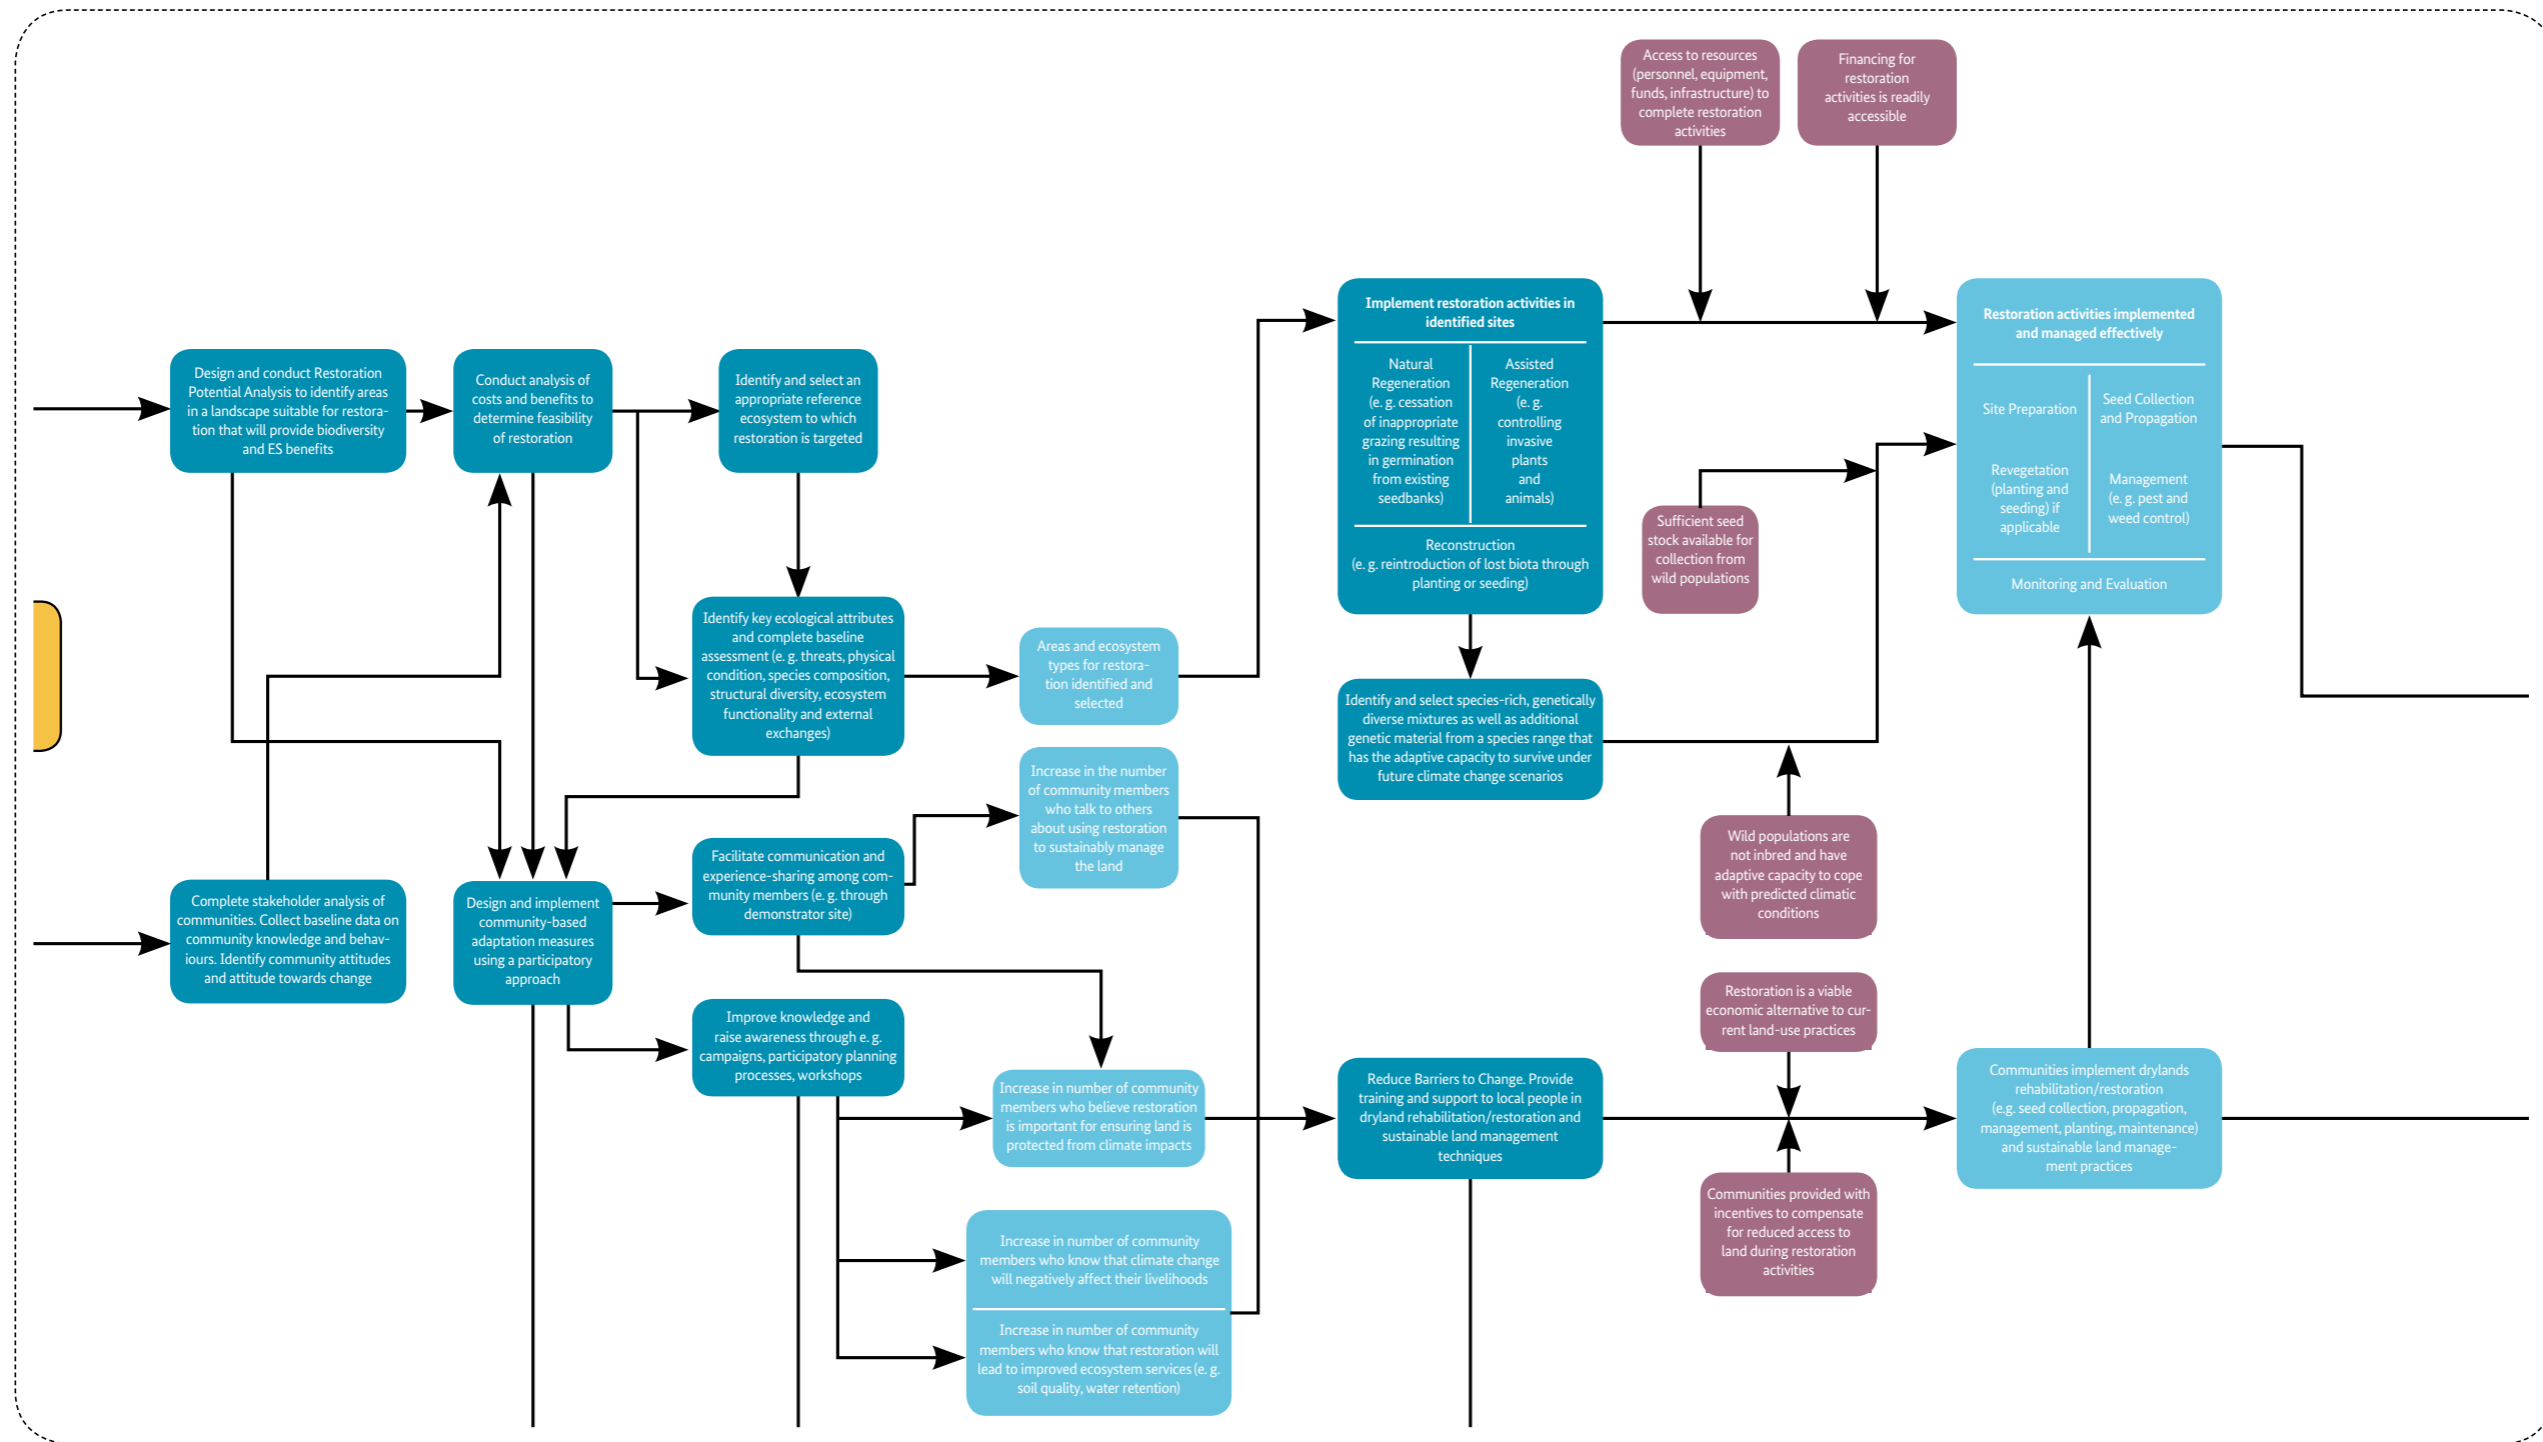 Access to resources
(personnel, equipment,
funds, infrastructure) to
complete restoration
activities
Financing for
restoration
activities is readily
accessible
Design and conduct Restoration
Potential Analysis to identify areas
in a landscape suitable for restora-
tion that will provide biodiversity
and ES benefits
Conduct analysis of
costs and benefits to
determine feasibility
of restoration
Identify and select an
appropriate reference
ecosystem to which
restoration is targeted
Implement restoration activities in
identified sites
Natural
Regeneration
(e. g. cessation
of inappropriate
grazing resulting
in germination
from existing
seedbanks)
Assisted
Regeneration
(e. g.
controlling
invasive
plants
and
animals)
Reconstruction
(e. g. reintroduction of lost biota through
planting or seeding)
Restoration activities implemented
and managed effectively
Site Preparation
Seed Collection
and Propagation
Revegetation
(planting and
seeding) if
applicable
Management
(e. g. pest and
weed control)
Monitoring and Evaluation
Sufficient seed
stock available for
collection from
wild populations
Identify key ecological attributes
and complete baseline
assessment (e. g. threats, physical
condition, species composition,
structural diversity, ecosystem
functionality and external
exchanges)
Areas and ecosystem
types for restora-
tion identified and
selected
Identify and select species-rich, genetically
diverse mixtures as well as additional
genetic material from a species range that
has the adaptive capacity to survive under
future climate change scenarios
Increase in the number
of community members
who talk to others
about using restoration
to sustainably manage
the land
Wild populations are
not inbred and have
adaptive capacity to cope
with predicted climatic
conditions
Complete stakeholder analysis of
communities. Collect baseline data on
community knowledge and behav-
iours. Identify community attitudes
and attitude towards change
Design and implement
community-based
adaptation measures
using a participatory
approach
Facilitate communication and
experience-sharing among com-
munity members (e. g. through
demonstrator site)
Improve knowledge and
raise awareness through e. g.
campaigns, participatory planning
processes, workshops
Increase in number of community
members who believe restoration
is important for ensuring land is
protected from climate impacts
Reduce Barriers to Change. Provide
training and support to local people in
dryland rehabilitation/restoration and
sustainable land management
techniques
Restoration is a viable
economic alternative to cur-
rent land-use practices
Communities implement drylands
rehabilitation/restoration
(e.g. seed collection, propagation,
management, planting, maintenance)
and sustainable land manage-
ment practices
Communities provided with
incentives to compensate
for reduced access to
land during restoration
activities
Increase in number of community
members who know that climate change
will negatively affect their livelihoods
Increase in number of community
members who know that restoration will
lead to improved ecosystem services (e. g.
soil quality, water retention)